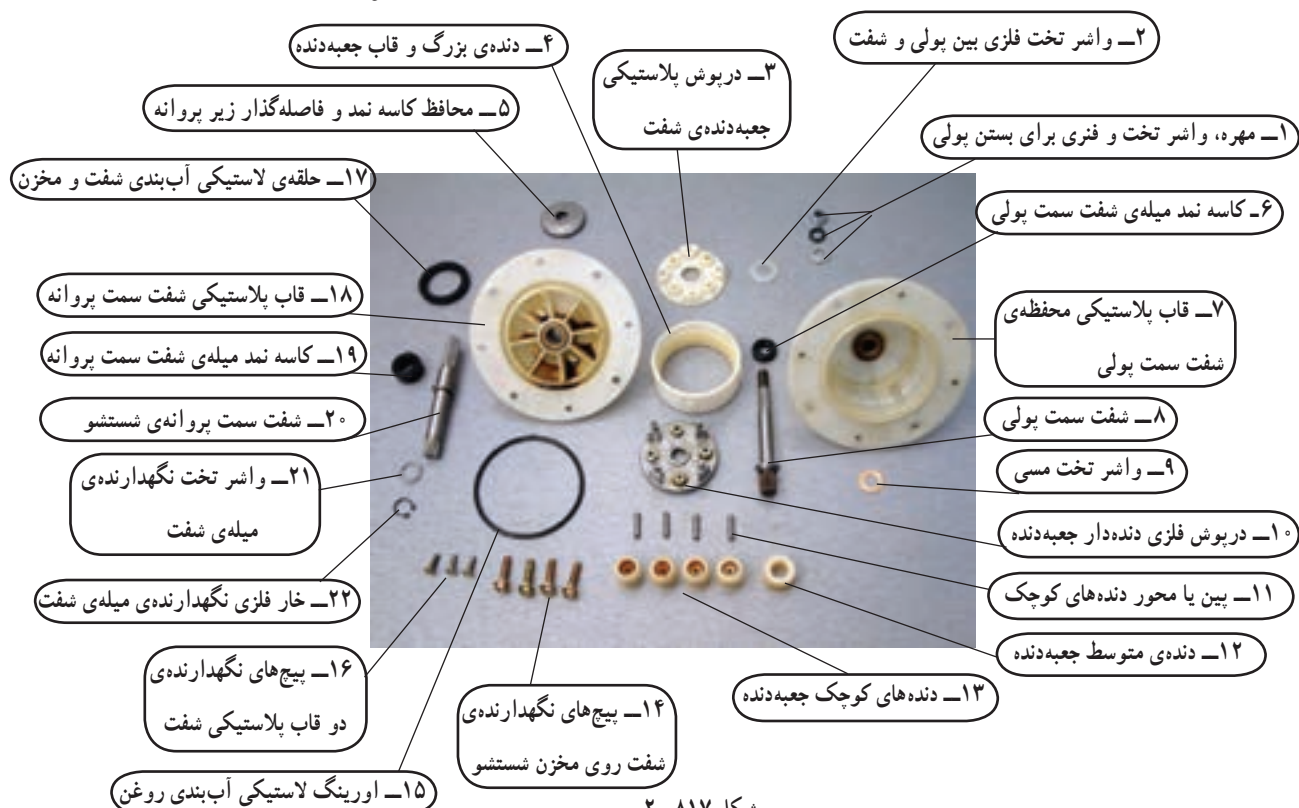 ۱ــ مهره، واشر تخت و فنری برای بستن پولی
۲ــ واشر تخت فلزی بین پولی و شفت
۳ــ درپوش پلاستیکی
جعبه‌دنده‌ی شفت
۴ــ دنده‌ی بزرگ و قاب جعبه‌دنده
۵ــ محافظ کاسه نمد و فاصله‌گذار زیر پروانه
۶ــ کاسه نمد میله‌ی شفت سمت پولی
۷ــ قاب پلاستیکی محفظه‌ی
شفت سمت پولی
۸ــ شفت سمت پولی
۹ــ واشر تخت مسی
۱۰ــ درپوش فلزی دنده‌دار جعبه‌دنده
۱۱ــ پین یا محور دنده‌های کوچک
۱۲ــ دنده‌ی متوسط جعبه‌دنده
۱۳ــ دنده‌های کوچک جعبه‌دنده
۱۴ــ پیچ‌های نگهدارنده‌ی
شفت روی مخزن شستشو
۱۵ــ اورینگ لاستیکی آب‌بندی روغن
۱۶ــ پیچ‌های نگهدارنده‌ی
دو قاب پلاستیکی شفت
۱۷ــ حلقه‌ی لاستیکی آب‌بندی شفت و مخزن
۱۸ــ قاب پلاستیکی شفت سمت پروانه
۱۹ــ کاسه نمد میله‌ی شفت سمت پروانه
۲۰ــ شفت سمت پروانه‌ی شستشو
۲۱ــ واشر تخت نگهدارنده‌ی
میله‌ی شفت
۲۲ــ خار فلزی نگهدارنده‌ی میله‌ی شفت